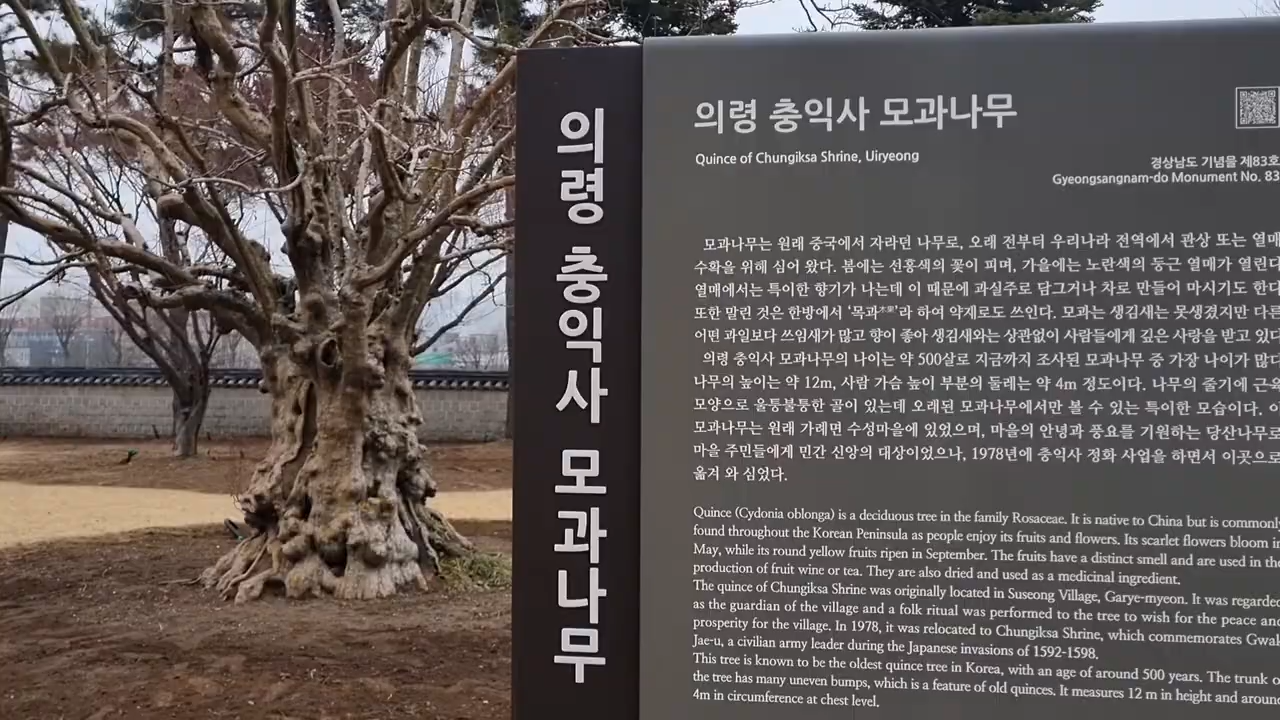 의령 충익사 모과나무
의령 충익사 모과나무
Quince of Chungiksa Shrine, Uiryeong
경상남도 기념물 제83호
Gyeongsangnam-do Monument No. 83
모과나무는 원래 중국에서 자라던 나무로, 오래 전부터 우리나라 전역에서 관상 또는 열매
수확을 위해 심어 왔다. 봄에는 선홍색의 꽃이 피며, 가을에는 노란색의 둥근 열매가 열린다
열매에서는 특이한 향기가 나는데 이 때문에 과실주로 담그거나 차로 만들어 마시기도 한다
또한 말린 것은 한방에서 '목과木果'라 하여 약제로도 쓰인다. 모과는 생김새는 못생겼지만 다른
어떤 과일보다 쓰임새가 많고 향이 좋아 생김새와는 상관없이 사람들에게 깊은 사랑을 받고 있다
의령 충익사 모과나무의 나이는 약 500살로 지금까지 조사된 모과나무 중 가장 나이가 많다
나무의 높이는 약 12m, 사람 가슴 높이 부분의 둘레는 약 4m 정도이다. 나무의 줄기에 근육
모양으로 울퉁불퉁한 골이 있는데 오래된 모과나무에서만 볼 수 있는 특이한 모습이다. 이
모과나무는 원래 가례면 수성마을에 있었으며, 마을의 안녕과 풍요를 기원하는 당산나무로
마을 주민들에게 민간 신앙의 대상이었으나, 1978년에 충익사 정화 사업을 하면서 이곳으로
옮겨 와 심었다.
Quince (Cydonia oblonga) is a deciduous tree in the family Rosaceae. It is native to China but is commonly
found throughout the Korean Peninsula as people enjoy its fruits and flowers. Its scarlet flowers bloom in
May, while its round yellow fruits ripen in September. The fruits have a distinct smell and are used in the
production of fruit wine or tea. They are also dried and used as a medicinal ingredient.
The quince of Chungiksa Shrine was originally located in Suseong Village, Garye-myeon. It was regarded
as the guardian of the village and a folk ritual was performed to the tree to wish for the peace and
prosperity for the village. In 1978, it was relocated to Chungiksa Shrine, which commemorates Gwak
Jae-u, a civilian army leader during the Japanese invasions of 1592-1598.
This tree is known to be the oldest quince tree in Korea, with an age of around 500 years. The trunk of
the tree has many uneven bumps, which is a feature of old quinces. It measures 12 m in height and around
4m in circumference at chest level.